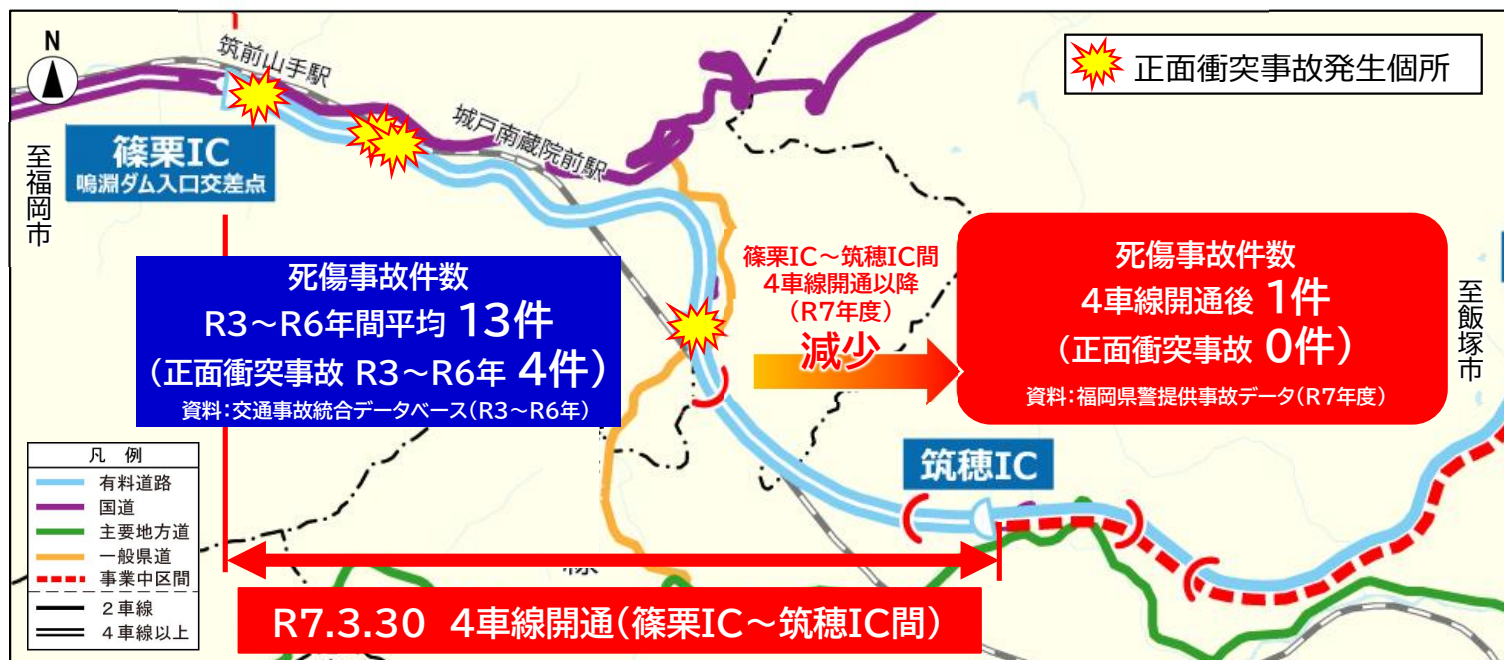 N
筑前山手駅
正面衝突事故発生個所
城戸南蔵院前駅
篠栗IC
鳴淵ダム入口交差点
至福岡市
死傷事故件数
R3～R6年間平均 13件
（正面衝突事故 R3～R6年 4件）
資料：交通事故統合データベース（R3～R6年）
篠栗IC～筑穂IC間
4車線開通以降
（R7年度）
減少
死傷事故件数
4車線開通後 1件
（正面衝突事故 0件）
資料：福岡県警提供事故データ（R7年度）
至飯塚市
筑穂IC
凡 例
有料道路
国道
主要地方道
一般県道
事業中区間
2車線
4車線以上
線
R7.3.30 4車線開通（篠栗IC～筑穂IC間）